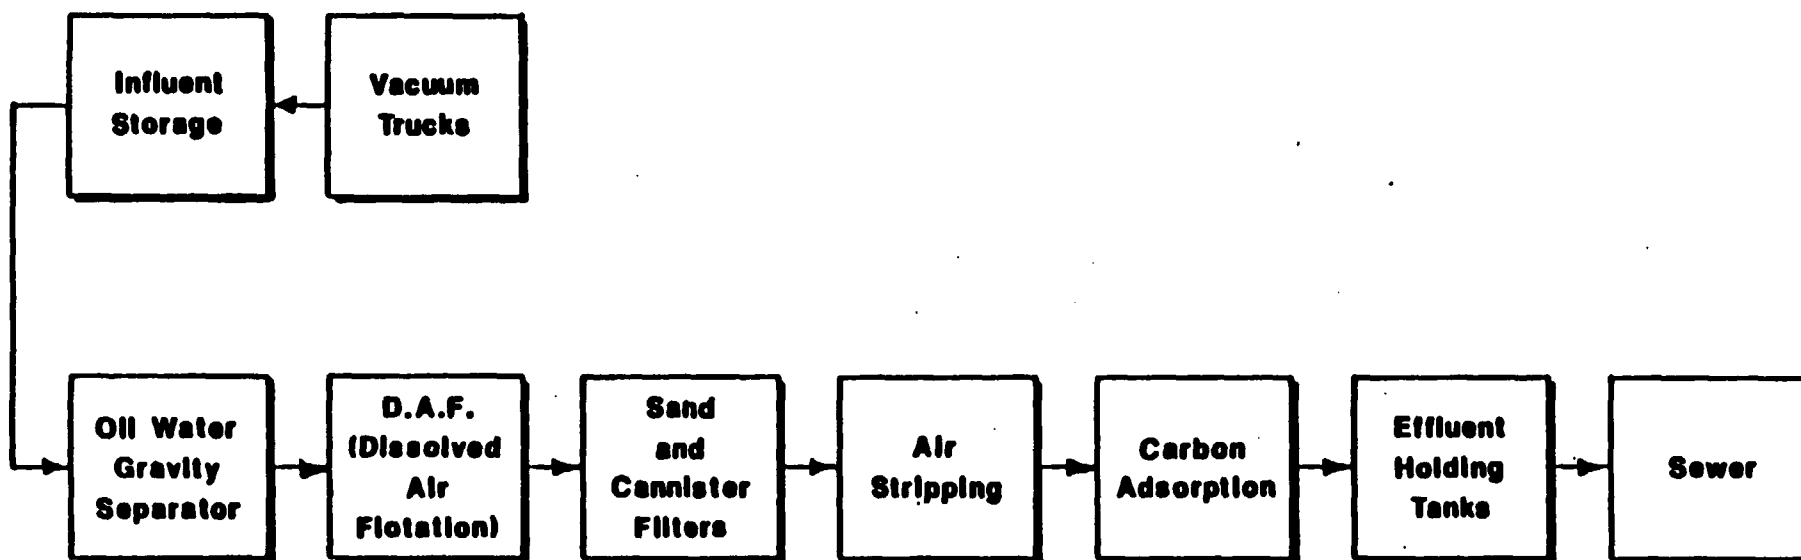 Influent
Storage
Vacuum
Trucks
Oil Water
Gravity
Separator
D.A.F.
(Dissolved
Air
Flotation)
Sand
and
Cannister
Filters
Air
Stripping
Carbon
Adsorption
Effluent
Holding
Tanks
Sewer